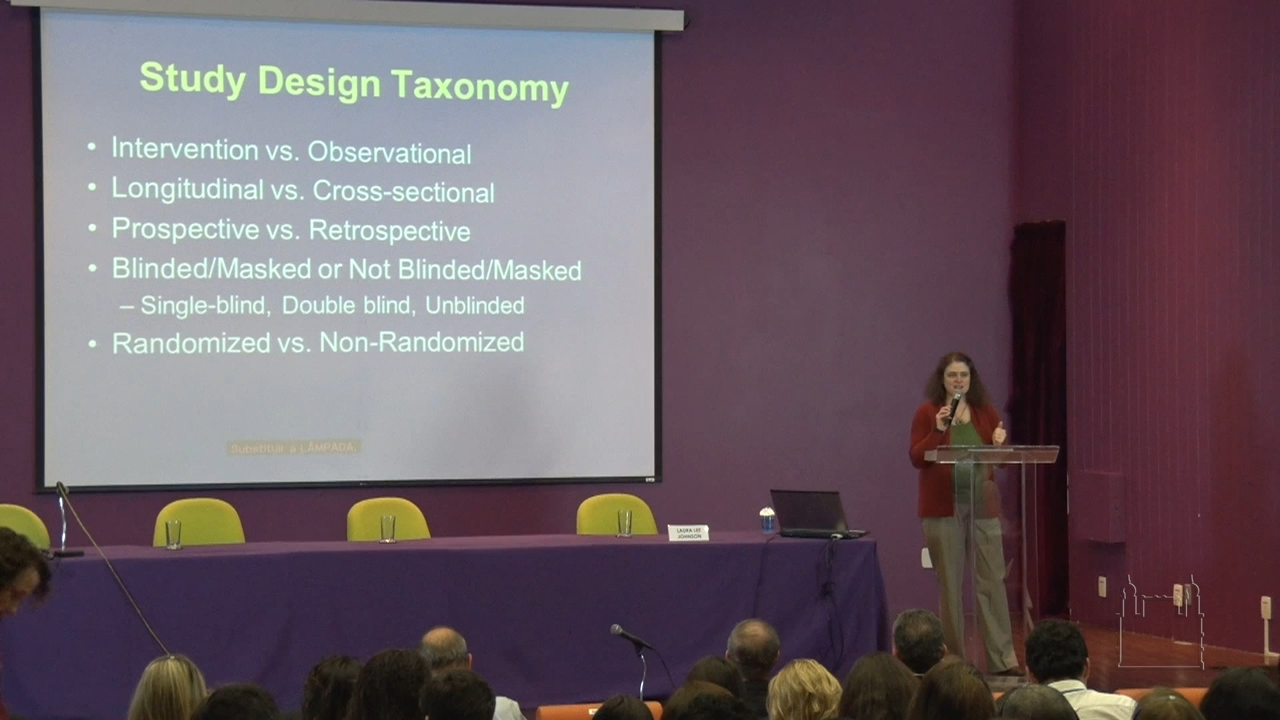 Study Design Taxonomy
• Intervention vs. Observational
• Longitudinal vs. Cross-sectional
• Prospective vs. Retrospective
• Blinded/Masked or Not Blinded/Masked
– Single-blind, Double blind, Unblinded
• Randomized vs. Non-Randomized
Substituir a LÂMPADA.
LAURA LEE
JOHNSON